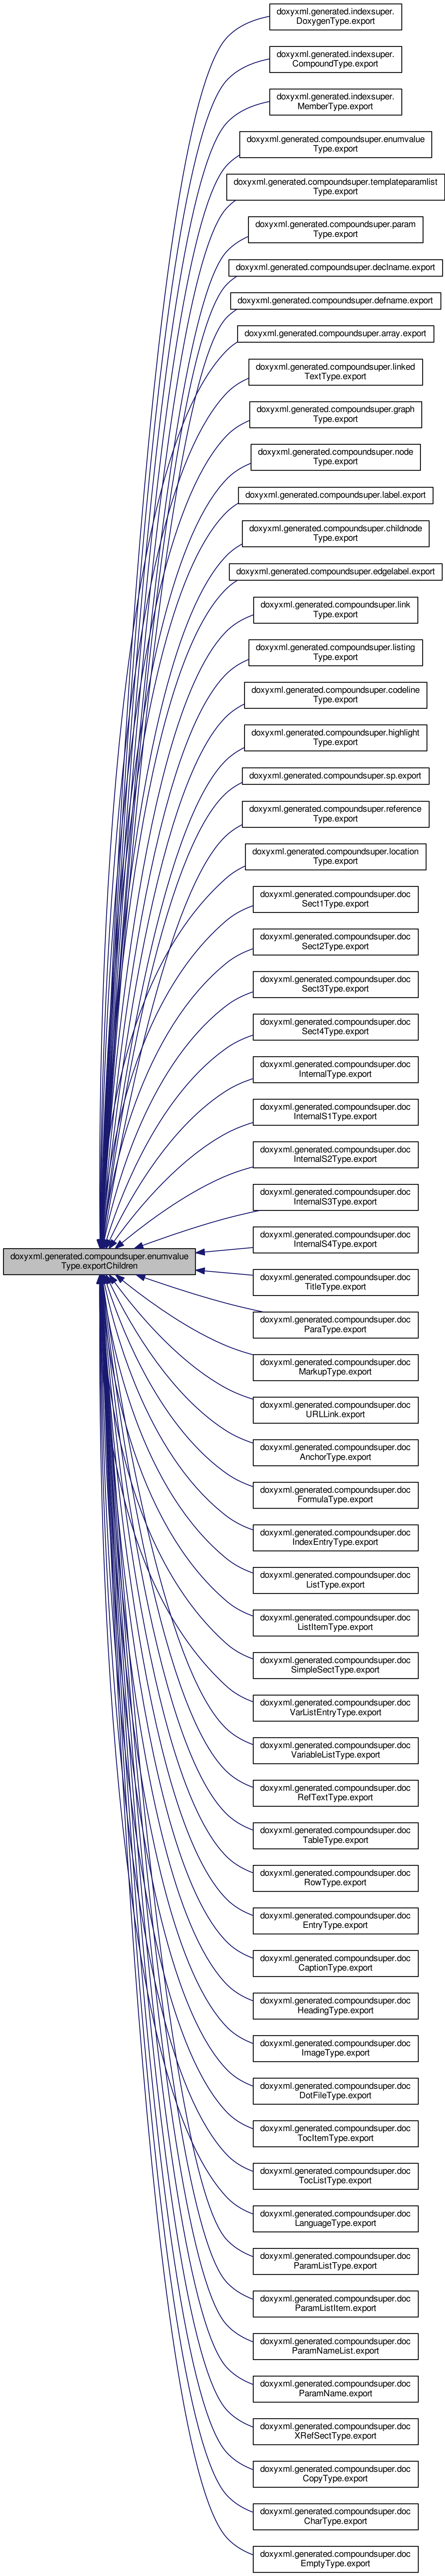 doxyxml.generated.indexsuper.
DoxygenType.export
doxyxml.generated.indexsuper.
CompoundType.export
doxyxml.generated.indexsuper.
MemberType.export
doxyxml.generated.compoundsuper.enumvalue
Type.export
doxyxml.generated.compoundsuper.templateparamlist
Type.export
doxyxml.generated.compoundsuper.param
Type.export
doxyxml.generated.compoundsuper.declname.export
doxyxml.generated.compoundsuper.defname.export
doxyxml.generated.compoundsuper.array.export
doxyxml.generated.compoundsuper.linked
TextType.export
doxyxml.generated.compoundsuper.graph
Type.export
doxyxml.generated.compoundsuper.node
Type.export
doxyxml.generated.compoundsuper.label.export
doxyxml.generated.compoundsuper.childnode
Type.export
doxyxml.generated.compoundsuper.edgelabel.export
doxyxml.generated.compoundsuper.link
Type.export
doxyxml.generated.compoundsuper.listing
Type.export
doxyxml.generated.compoundsuper.codeline
Type.export
doxyxml.generated.compoundsuper.highlight
Type.export
doxyxml.generated.compoundsuper.sp.export
doxyxml.generated.compoundsuper.reference
Type.export
doxyxml.generated.compoundsuper.location
Type.export
doxyxml.generated.compoundsuper.doc
Sect1Type.export
doxyxml.generated.compoundsuper.doc
Sect2Type.export
doxyxml.generated.compoundsuper.doc
Sect3Type.export
doxyxml.generated.compoundsuper.doc
Sect4Type.export
doxyxml.generated.compoundsuper.doc
InternalType.export
doxyxml.generated.compoundsuper.doc
InternalS1Type.export
doxyxml.generated.compoundsuper.doc
InternalS2Type.export
doxyxml.generated.compoundsuper.doc
InternalS3Type.export
doxyxml.generated.compoundsuper.enumvalue
Type.exportChildren
doxyxml.generated.compoundsuper.doc
InternalS4Type.export
doxyxml.generated.compoundsuper.doc
TitleType.export
doxyxml.generated.compoundsuper.doc
ParaType.export
doxyxml.generated.compoundsuper.doc
MarkupType.export
doxyxml.generated.compoundsuper.doc
URLLink.export
doxyxml.generated.compoundsuper.doc
AnchorType.export
doxyxml.generated.compoundsuper.doc
FormulaType.export
doxyxml.generated.compoundsuper.doc
IndexEntryType.export
doxyxml.generated.compoundsuper.doc
ListType.export
doxyxml.generated.compoundsuper.doc
ListItemType.export
doxyxml.generated.compoundsuper.doc
SimpleSectType.export
doxyxml.generated.compoundsuper.doc
VarListEntryType.export
doxyxml.generated.compoundsuper.doc
VariableListType.export
doxyxml.generated.compoundsuper.doc
RefTextType.export
doxyxml.generated.compoundsuper.doc
TableType.export
doxyxml.generated.compoundsuper.doc
RowType.export
doxyxml.generated.compoundsuper.doc
EntryType.export
doxyxml.generated.compoundsuper.doc
CaptionType.export
doxyxml.generated.compoundsuper.doc
HeadingType.export
doxyxml.generated.compoundsuper.doc
ImageType.export
doxyxml.generated.compoundsuper.doc
DotFileType.export
doxyxml.generated.compoundsuper.doc
TocItemType.export
doxyxml.generated.compoundsuper.doc
TocListType.export
doxyxml.generated.compoundsuper.doc
LanguageType.export
doxyxml.generated.compoundsuper.doc
ParamListType.export
doxyxml.generated.compoundsuper.doc
ParamListItem.export
doxyxml.generated.compoundsuper.doc
ParamNameList.export
doxyxml.generated.compoundsuper.doc
ParamName.export
doxyxml.generated.compoundsuper.doc
XRefSectType.export
doxyxml.generated.compoundsuper.doc
CopyType.export
doxyxml.generated.compoundsuper.doc
CharType.export
doxyxml.generated.compoundsuper.doc
EmptyType.export